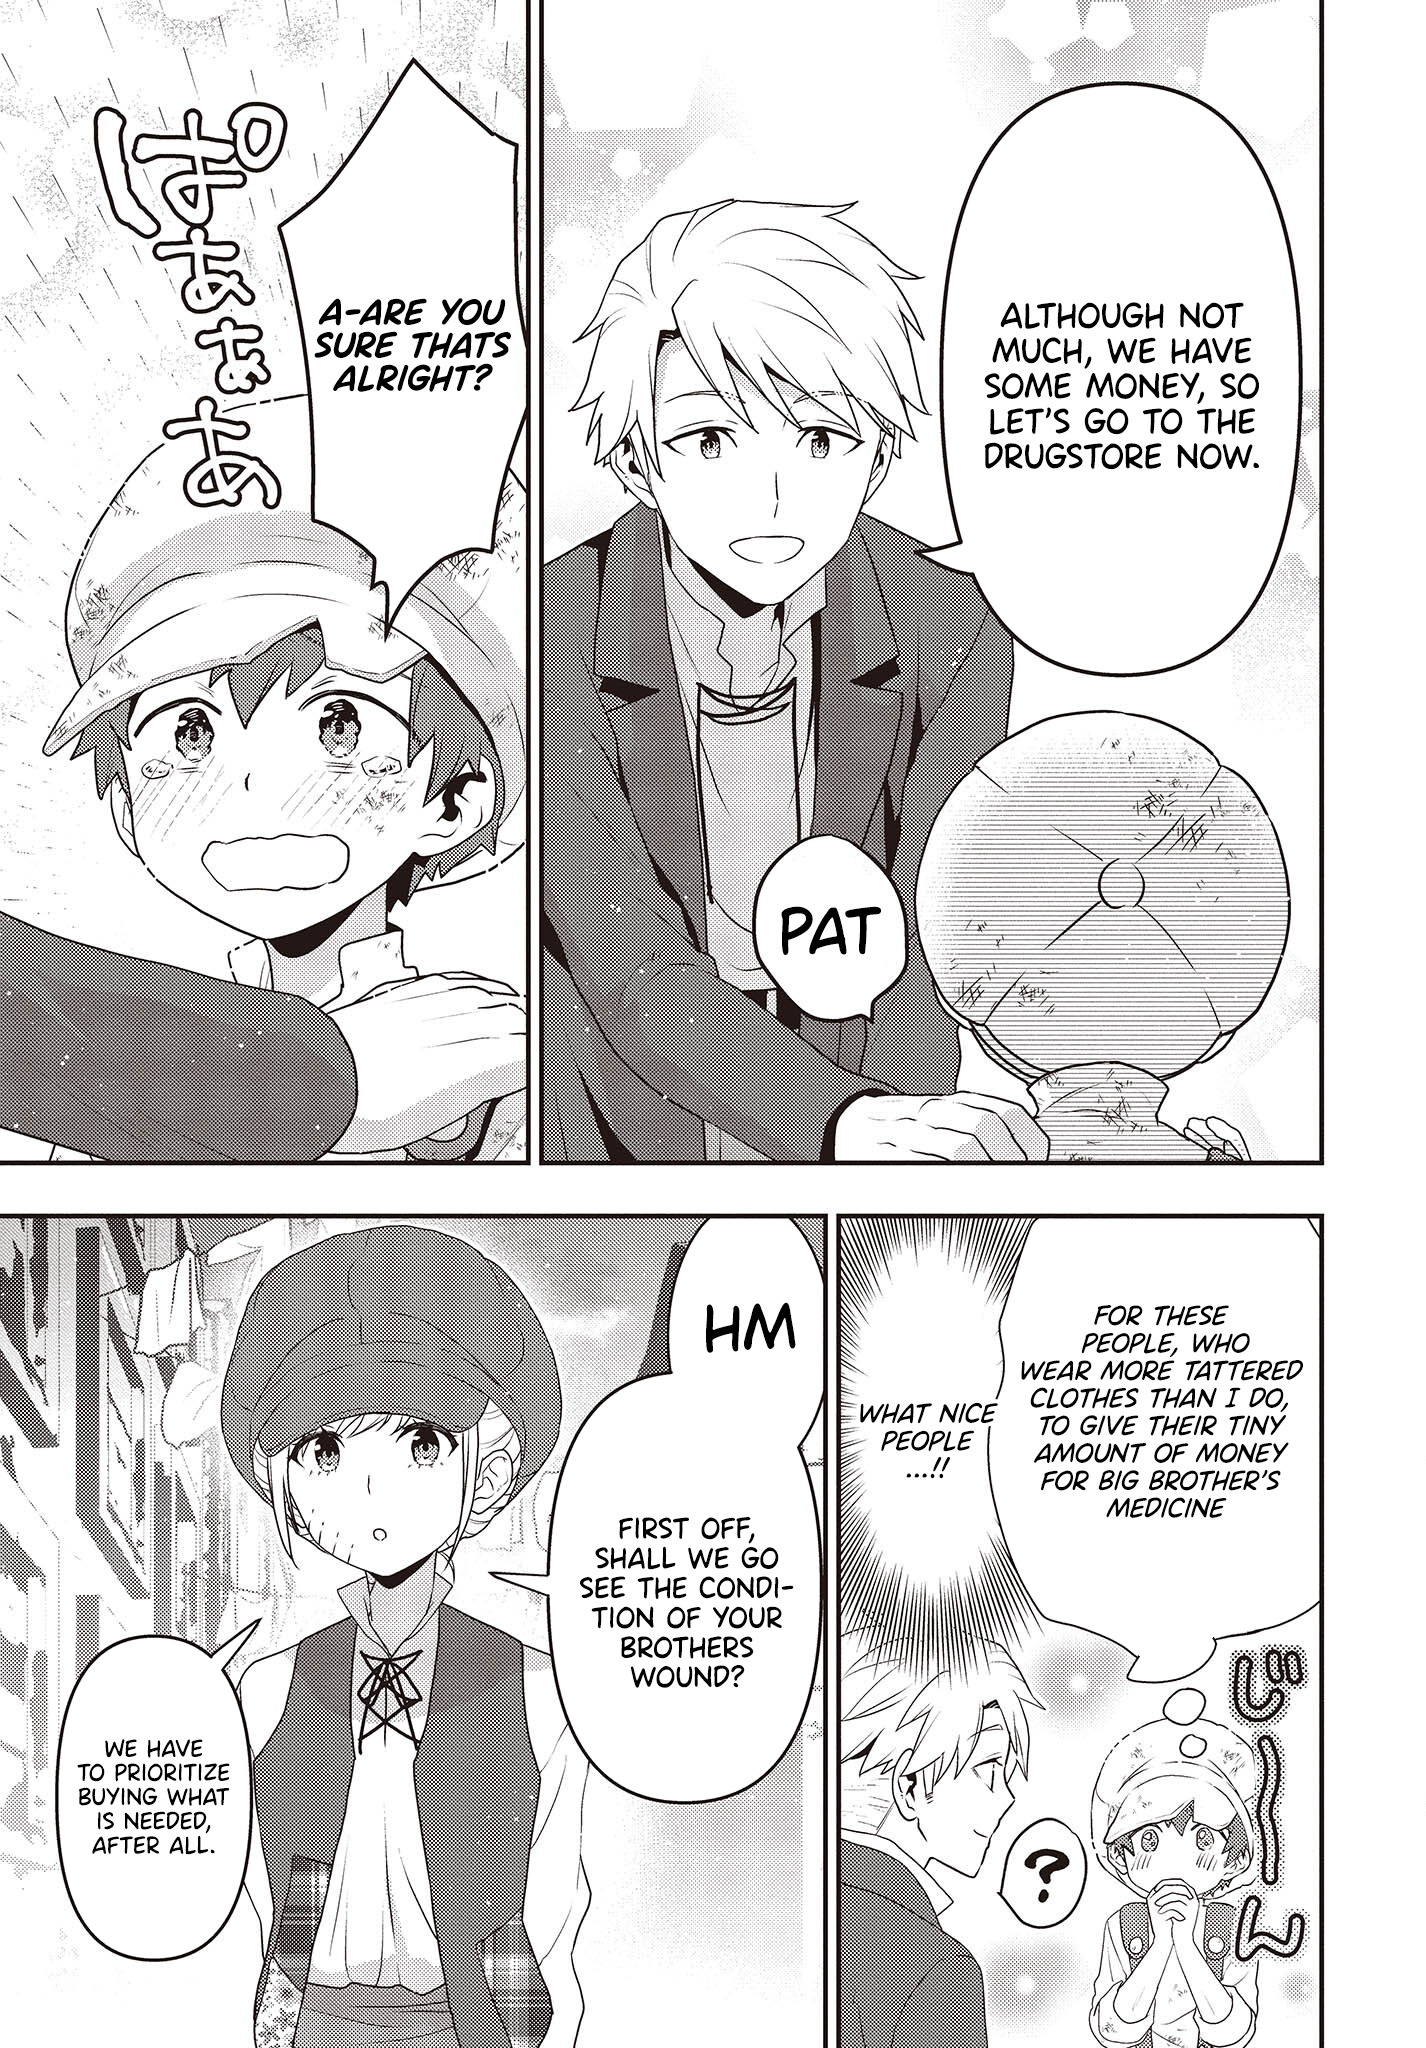 ALTHOUGH NOT
MUCH, WE HAVE
SOME MONEY, SO
LET'S GO TO THE
DRUGSTORE NOW.
PAT
A-ARE YOU
SURE THATS
ALRIGHT?
ぱぁぁぁ
FOR THESE
PEOPLE, WHO
WEAR MORE TATTERED
CLOTHES THAN I DO,
TO GIVE THEIR TINY
AMOUNT OF MONEY
FOR BIG BROTHER'S
MEDICINE
WHAT NICE
PEOPLE
...!!
じーん
?
HM
FIRST OFF,
SHALL WE GO
SEE THE CONDI-
TION OF YOUR
BROTHERS
WOUND?
WE HAVE
TO PRIORITIZE
BUYING WHAT
IS NEEDED,
AFTER ALL.